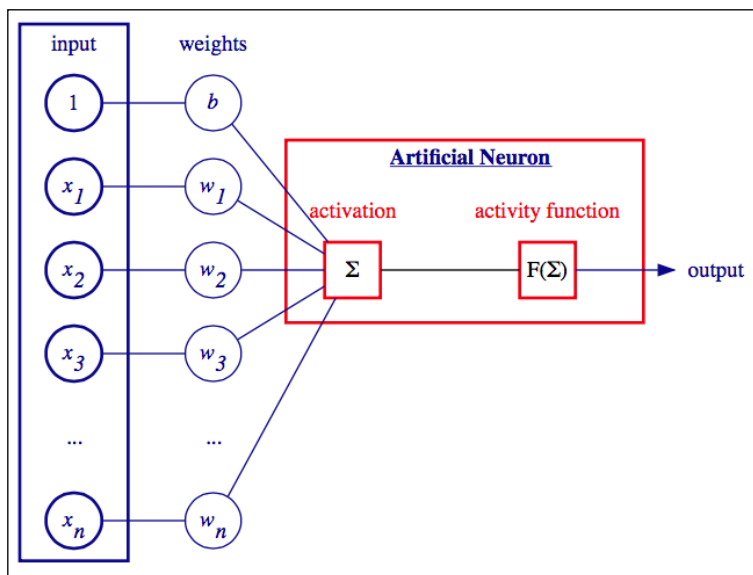 input weights
1 b
Artificial Neuron
x1 w1
activation activity function
x2 w2 Σ F(Σ) output
x3 w3
... ...
xn wn